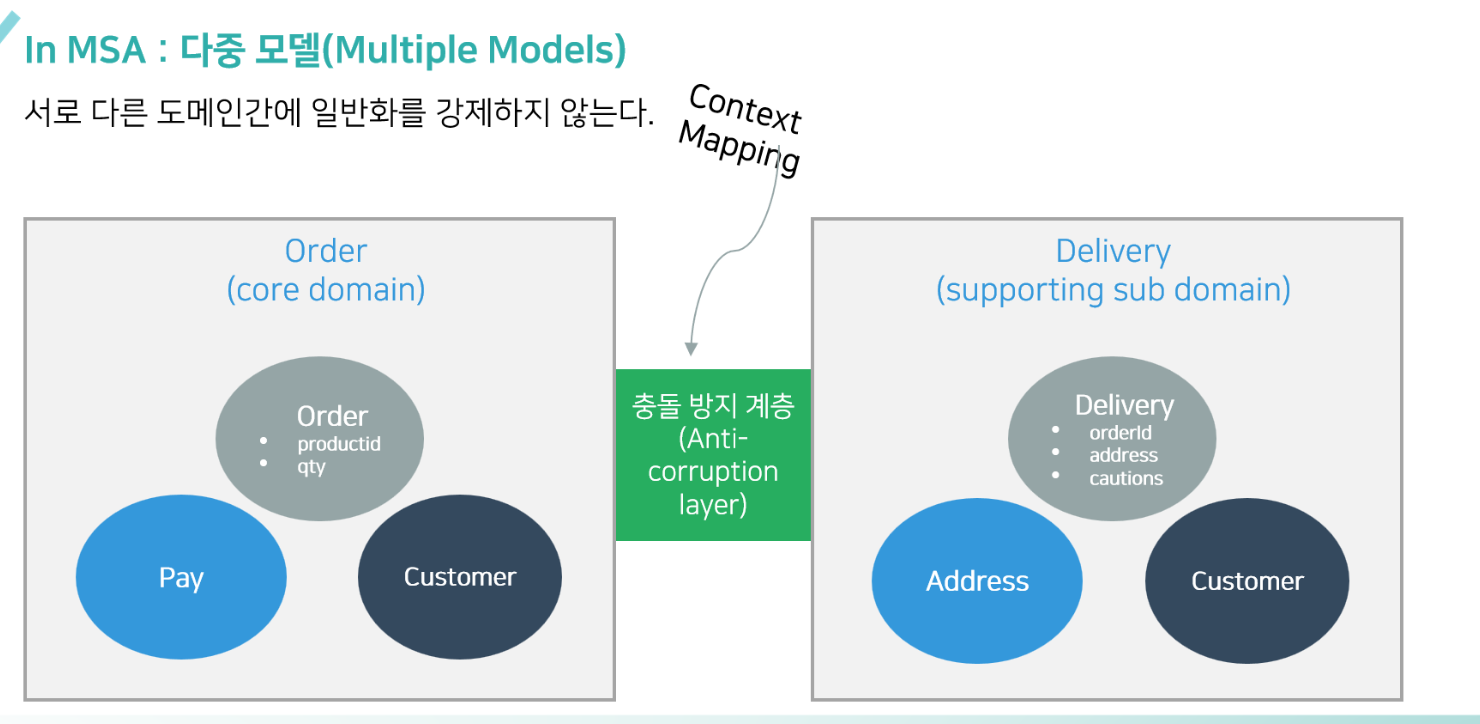 In MSA : 다중 모델(Multiple Models)
서로 다른 도메인간에 일반화를 강제하지 않는다.
Context
Mapping
Order
(core domain)
Order
• productid
• qty
Pay
Customer
충돌 방지 계층
(Anti-
corruption
layer)
Delivery
(supporting sub domain)
Delivery
• orderId
• address
• cautions
Address
Customer